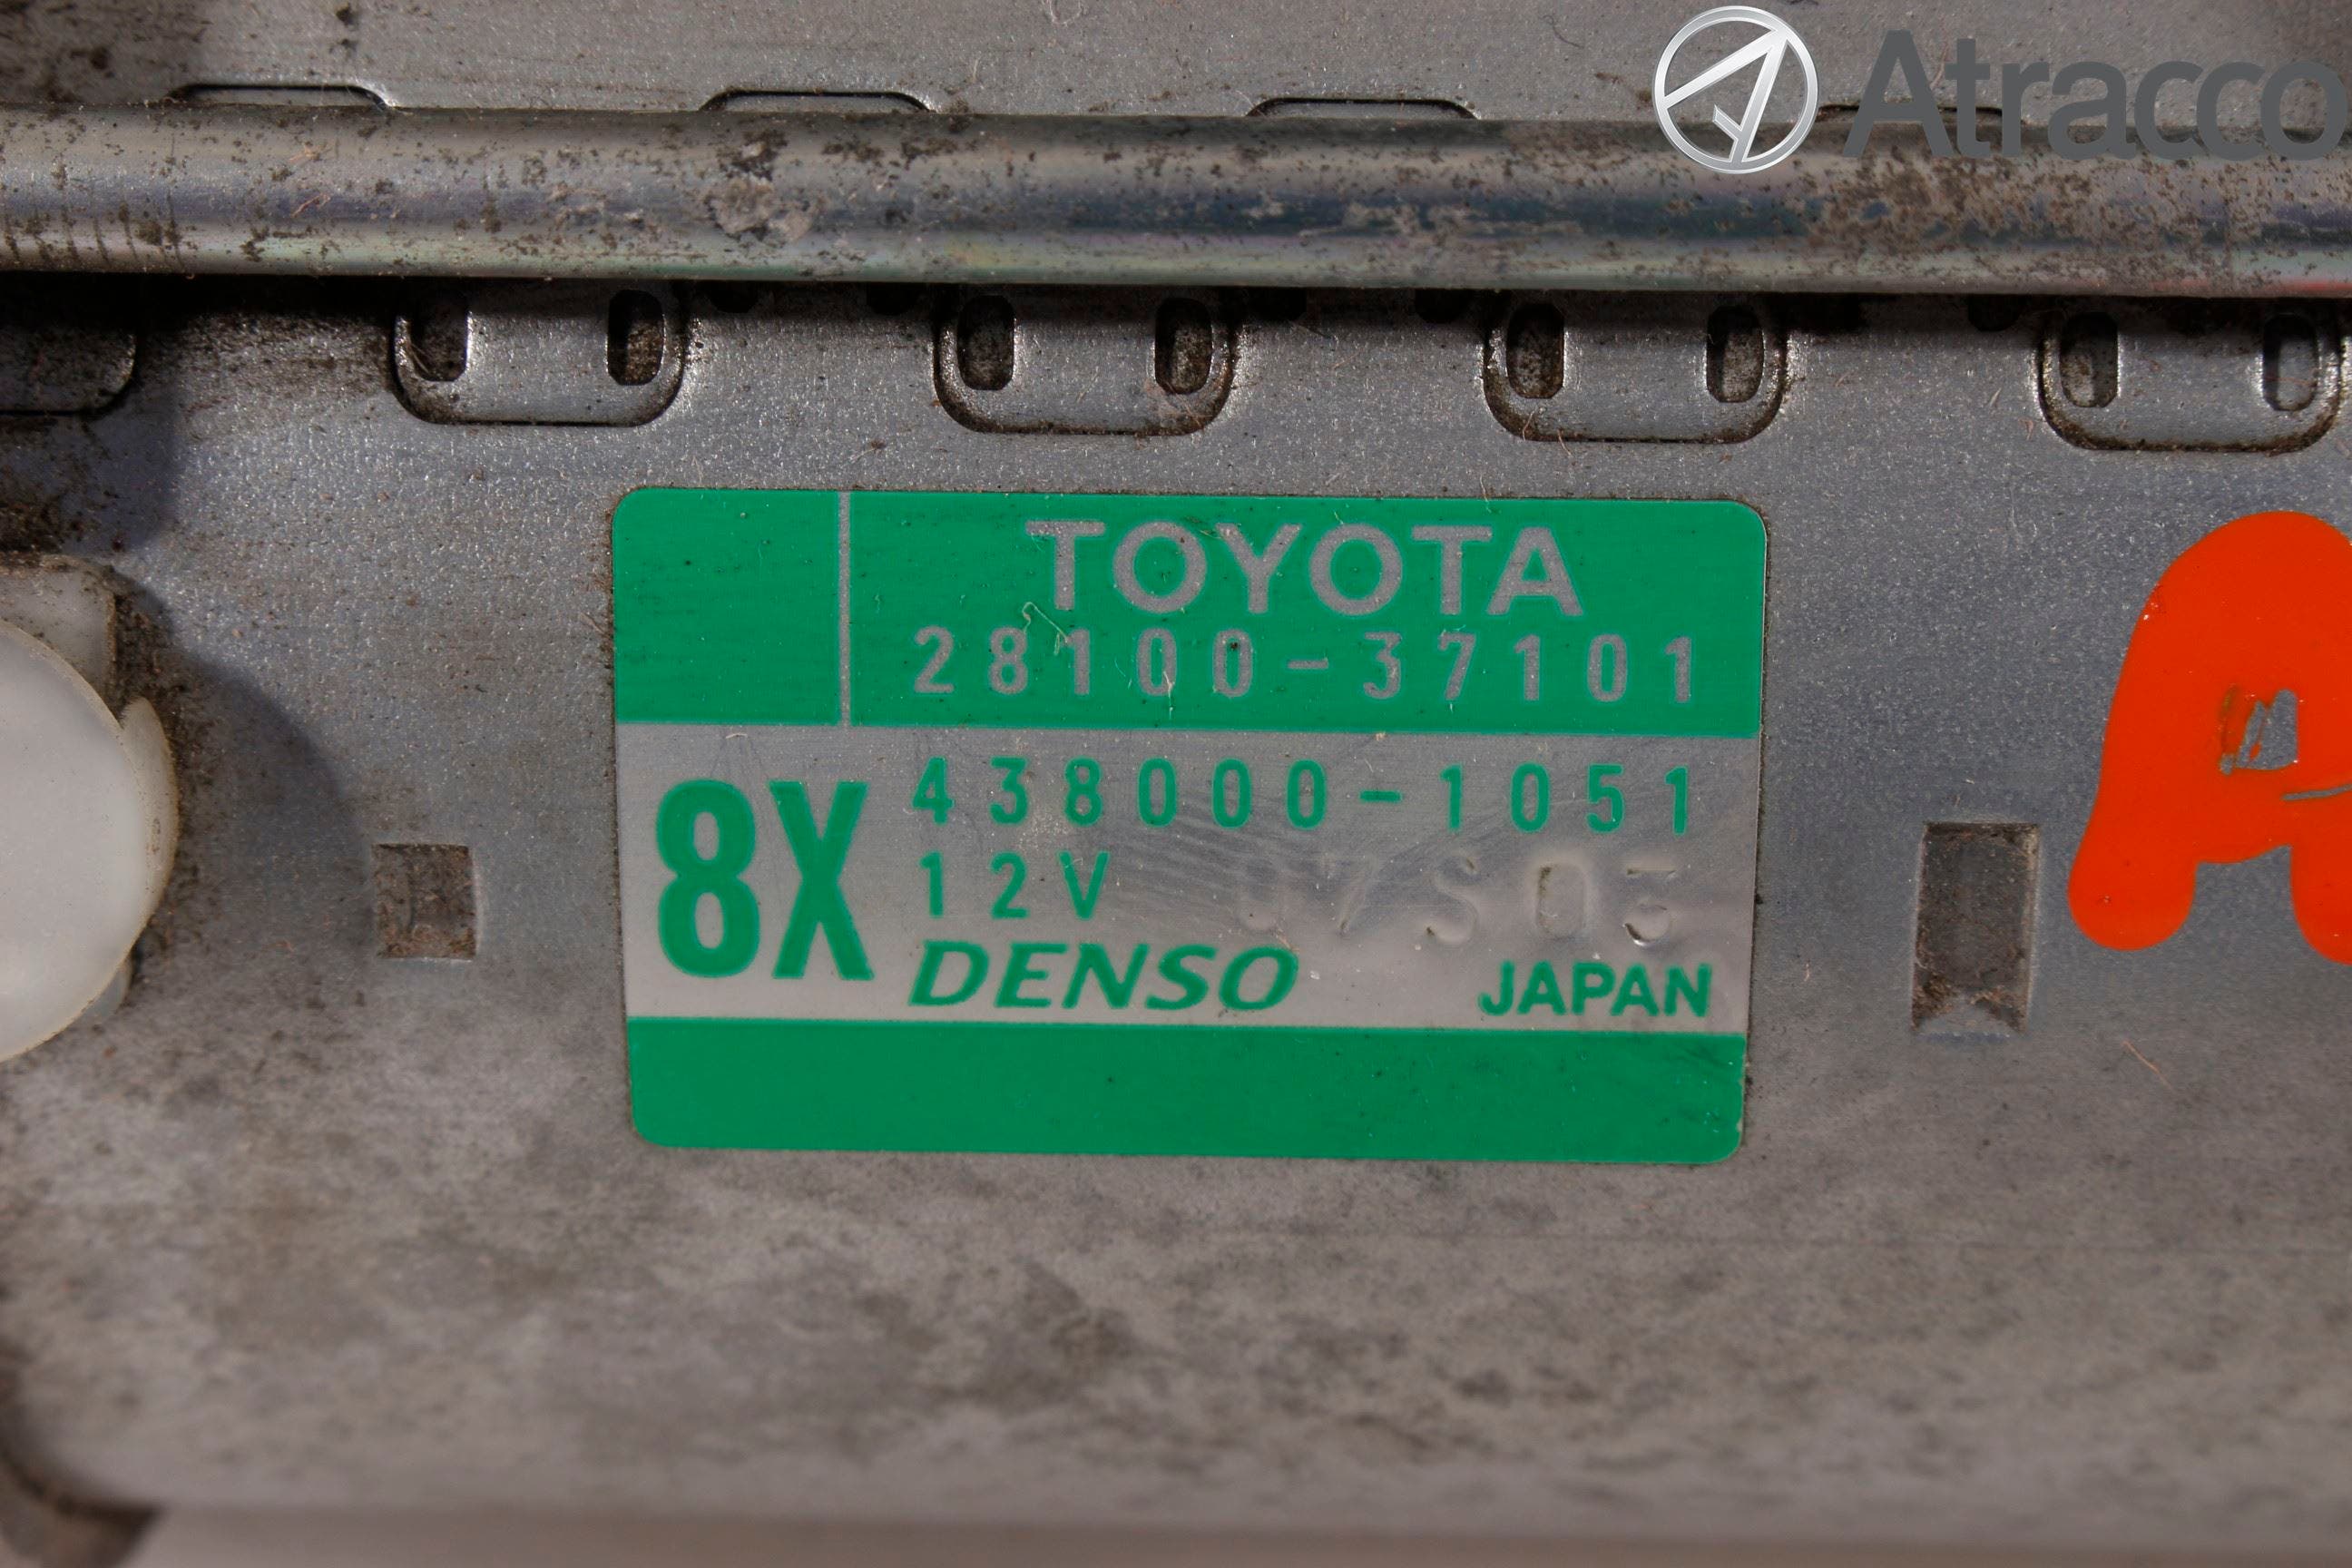 Atracco
TOYOTA
28100-37101
8X
438000-1051
12V
DENSO
JAPAN